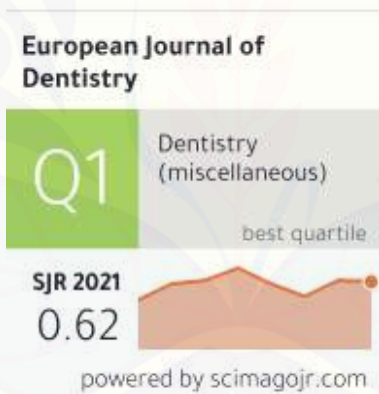 European Journal of
Dentistry
Q1
Dentistry
(miscellaneous)
best quartile
SJR 2021
0.62
powered by scimagojr.com